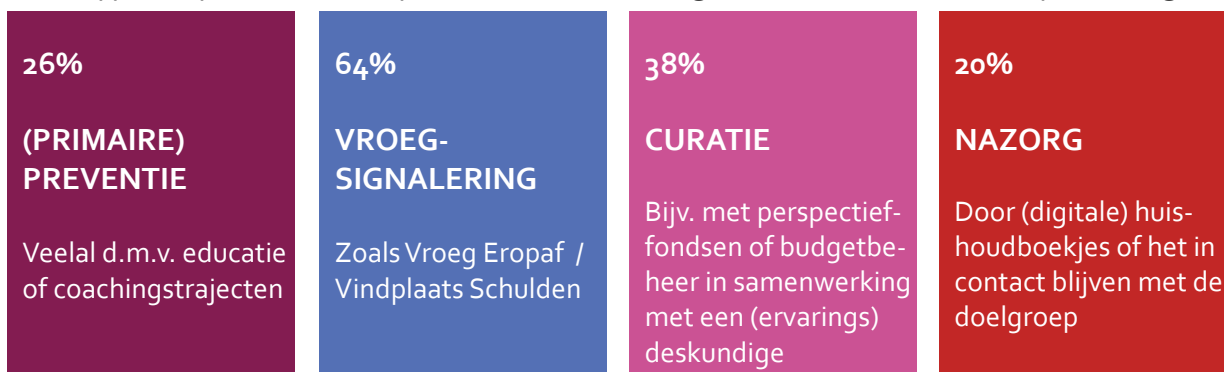 26%
(PRIMAIRE)
PREVENTIE
Veelal d.m.v. educatie
of coachingstrajecten
64%
VROEG-
SIGNALERING
Zoals Vroeg Eropaf /
Vindplaats Schulden
38%
CURATIE
Bijv. met perspectief-
fondsen of budgetbe-
heer in samenwerking
met een (ervarings)
deskundige
20%
NAZORG
Door (digitale) huis-
houdboekjes of het in
contact blijven met de
doelgroep